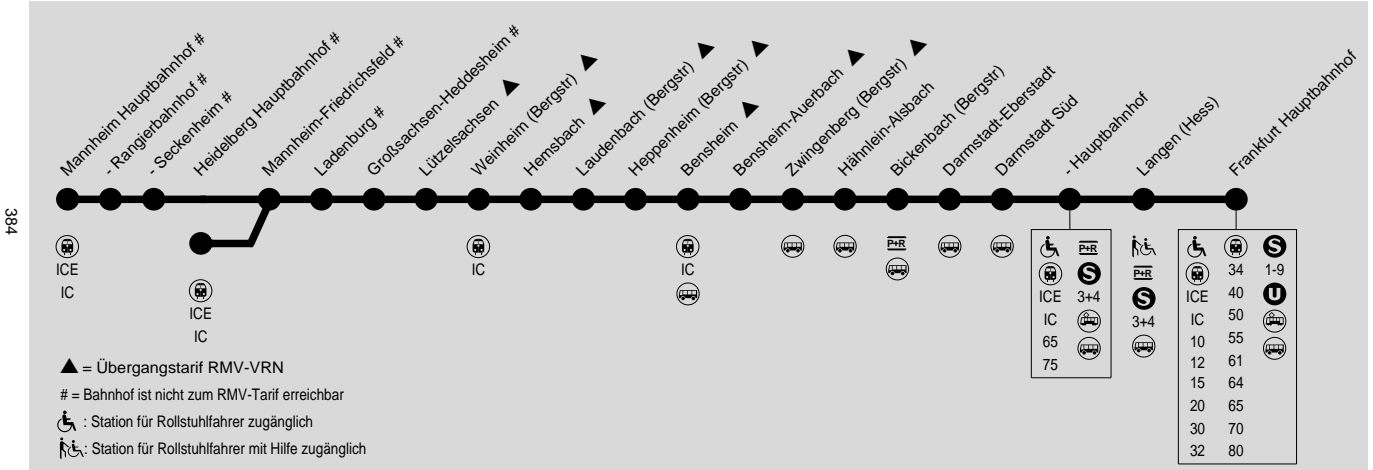 384
Mannheim Hauptbahnhof #
- Rangierbahnhof #
- Seckenheim #
Heidelberg Hauptbahnhof #
Mannheim-Friedrichsfeld #
Ladenburg #
Großsachsen-Heddesheim #
Lützelsachsen ▲
Weinheim (Bergstr) ▲
Hemsbach ▲
Laudenbach (Bergstr) ▲
Heppenheim (Bergstr) ▲
Bensheim ▲
Bensheim-Auerbach ▲
Zwingenberg (Bergstr) ▲
Hähnlein-Alsbach
Bickenbach (Bergstr)
Darmstadt-Eberstadt
Darmstadt Süd
- Hauptbahnhof
Langen (Hess)
Frankfurt Hauptbahnhof
ICE
IC
ICE
IC
IC
IC
P+R
ICE
IC
65
75
P+R
S
3+4
P+R
S
3+4
ICE
IC
10
12
15
20
30
32
34
40
50
55
61
64
65
70
80
S
1-9
U
▲ = Übergangstarif RMV-VRN
# = Bahnhof ist nicht zum RMV-Tarif erreichbar
: Station für Rollstuhlfahrer zugänglich
: Station für Rollstuhlfahrer mit Hilfe zugänglich